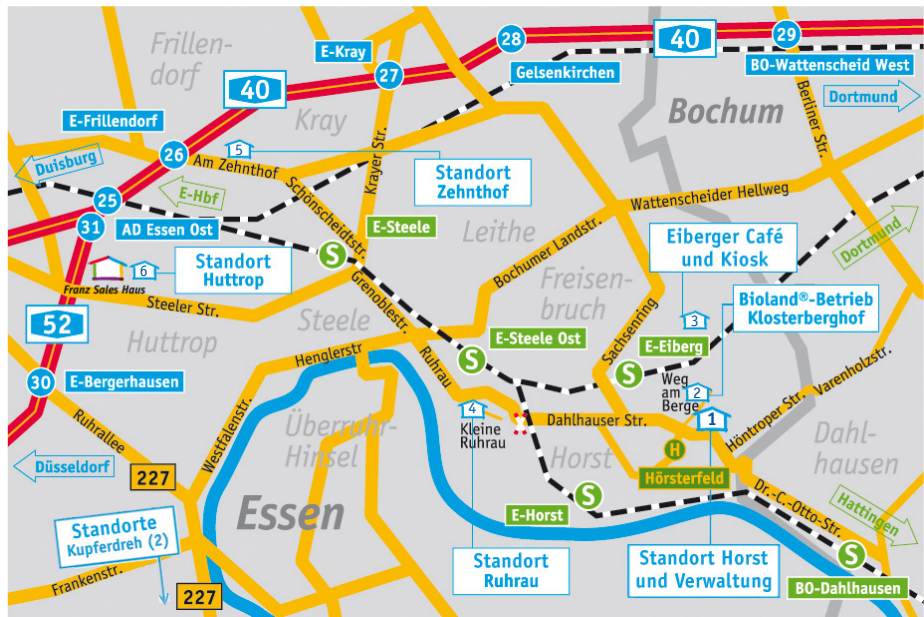 Frillen-
dorf
E-Kray
28
40
29
27
Gelsenkirchen
BO-Wattenscheid West
40
Kray
Bochum
Dortmund
E-Frillendorf
Krayer Str.
Berliner Str.
26
Am Zehnthof
5
Standort
Zehnthof
Duisburg
E-Hbf
Schönscheidtstr.
Wattenscheider Hellweg
25
31
AD Essen Ost
E-Steele
S
Leithe
Bochumer Landstr.
Eiberger Café
und Kiosk
Dortmund
Franz Sales Haus
6
Standort
Huttrop
Freisen-
bruch
Bioland®-Betrieb
Klosterberghof
Steeler Str.
Grenoblestr.
Steele
3
52
Huttrop
Henglerstr
Ruhrau
E-Steele Ost
S
Sachsenring
E-Eiberg
S
30
E-Bergerhausen
Weg
am
Berge
2
Varenholzstr.
Ruhrallee
Westfalenstr.
Überruhr-
Hinsel
4
Kleine
Ruhrau
Dahlhauser Str.
1
Höntroper Str.
Dahl-
hausen
Düsseldorf
227
Horst
H
Hörsterfeld
Essen
S
E-Horst
Dr.-C.-Otto-Str.
Hattingen
Standorte
Kupferdreh (2)
Standort
Ruhrau
Standort Horst
und Verwaltung
S
BO-Dahlhausen
Frankenstr.
227